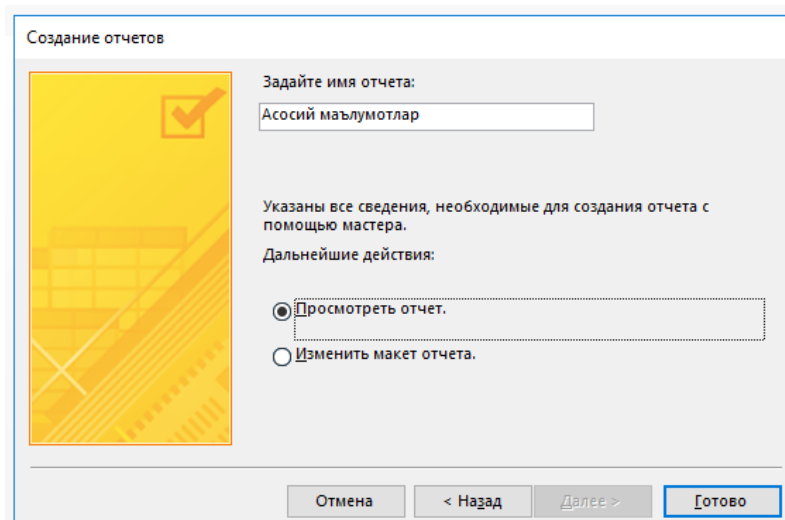 Создание отчетов
Задайте имя отчета:
Асосий маълумотлар
Указаны все сведения, необходимые для создания отчета с
помощью мастера.
Дальнейшие действия:
Просмотреть отчет.
Изменить макет отчета.
Отмена
< Назад
Далее >
Готово